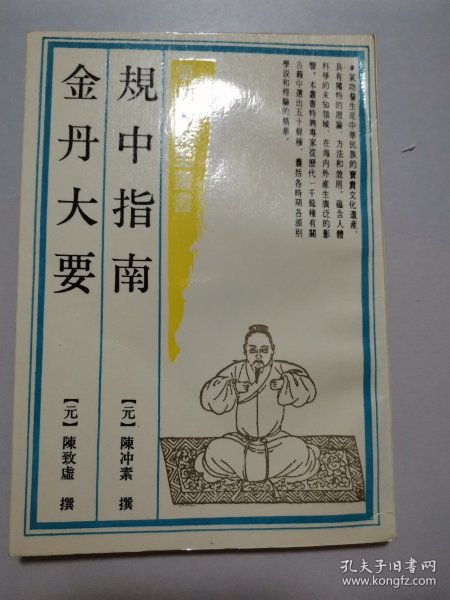 ●氣功養生是中華民族的寶貴文化遺產，
具有獨特的理論、方法和效用，蘊含人體
科學的未知領域，在海内外産生廣泛的影
響。本叢書特聘專家從歷代一千餘種有關
古籍中選出五十餘種，囊括各時期各派別
學説和經驗的精華。
叢書
規中指南
【元】陳冲素 撰
金丹大要
【元】陳致虛 撰
孔夫子旧书网
www.kongfz.com